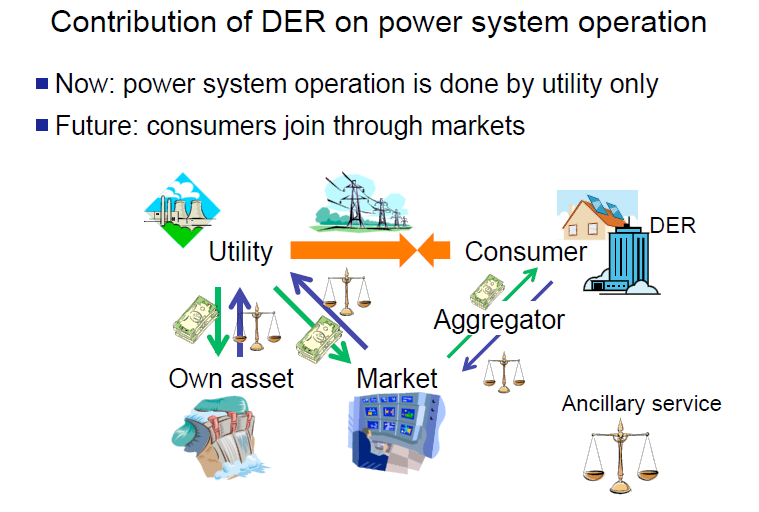 Contribution of DER on power system operation
Now: power system operation is done by utility only
Future: consumers join through markets
DER
Utility
Consumer
Aggregator
Own asset
Market
Ancillary service